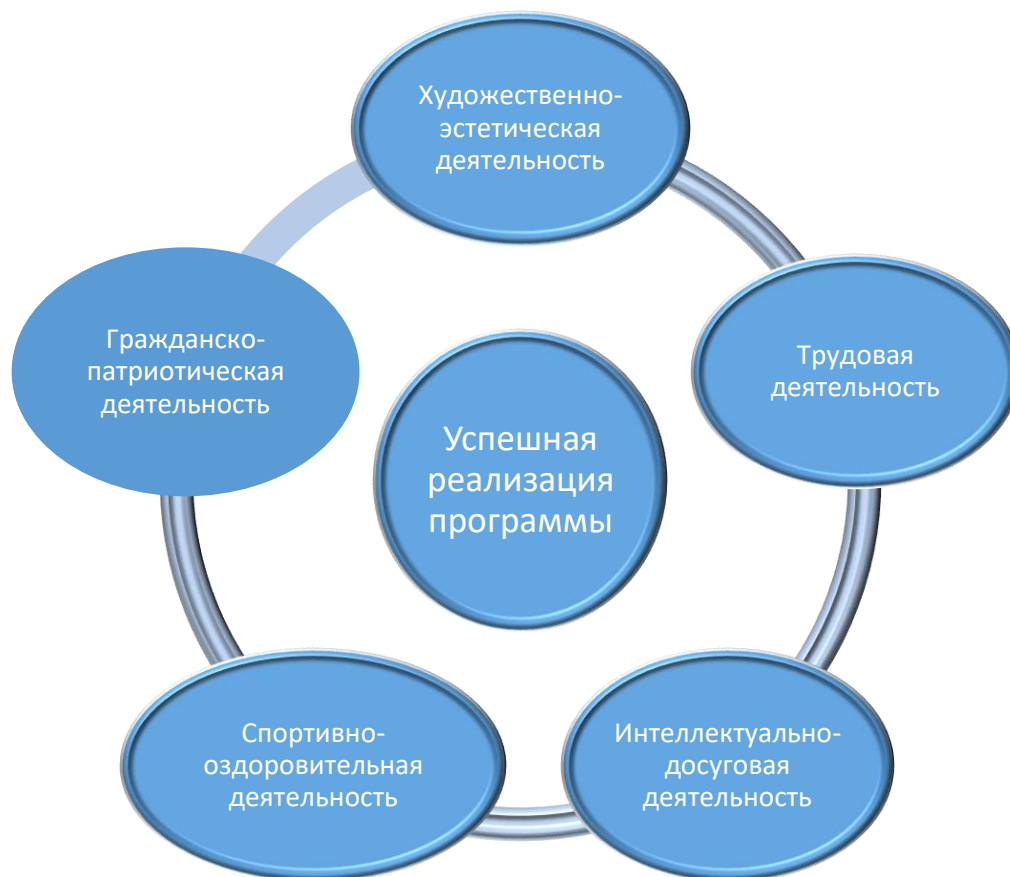 Художественно-
эстетическая
деятельность
Трудовая
деятельность
Гражданско-
патриотическая
деятельность
Успешная
реализация
программы
Интеллектуально-
досуговая
деятельность
Спортивно-
оздоровительная
деятельность